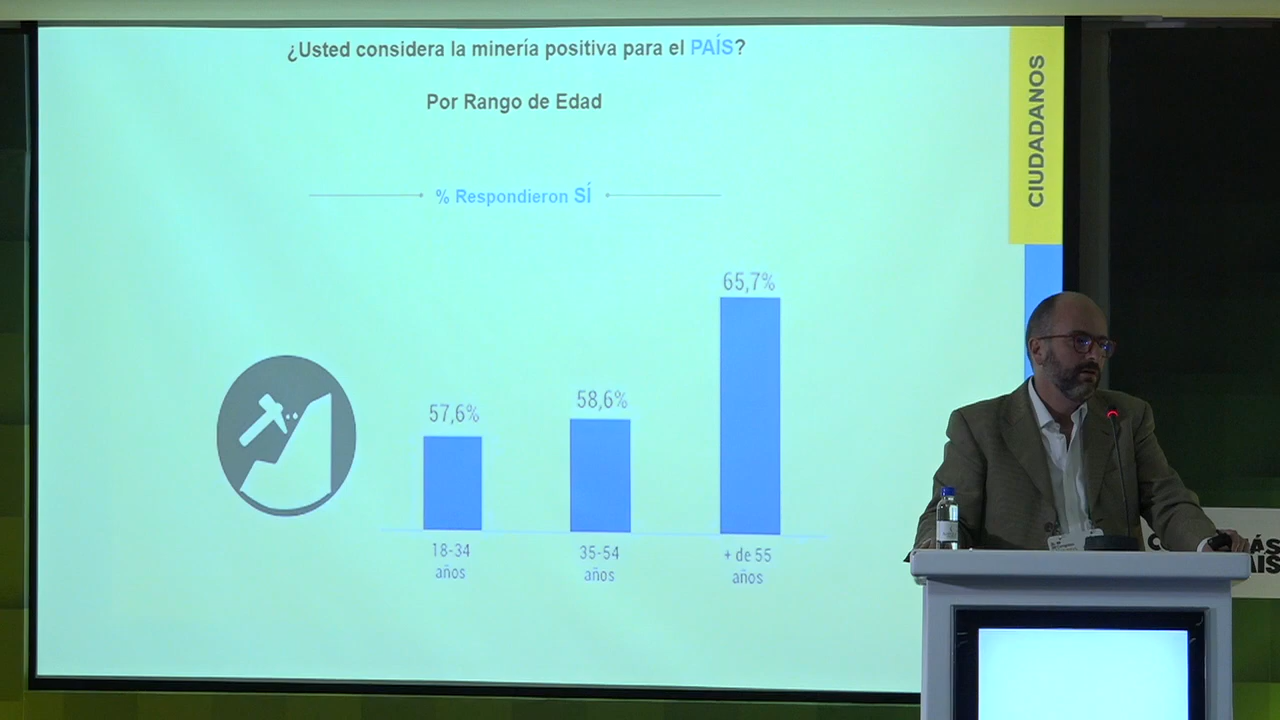 ¿Usted considera la minería positiva para el PAÍS?
Por Rango de Edad
% Respondieron SÍ
57,6%
58,6%
65,7%
18-34
años
35-54
años
+ de 55
años
CIUDADANOS